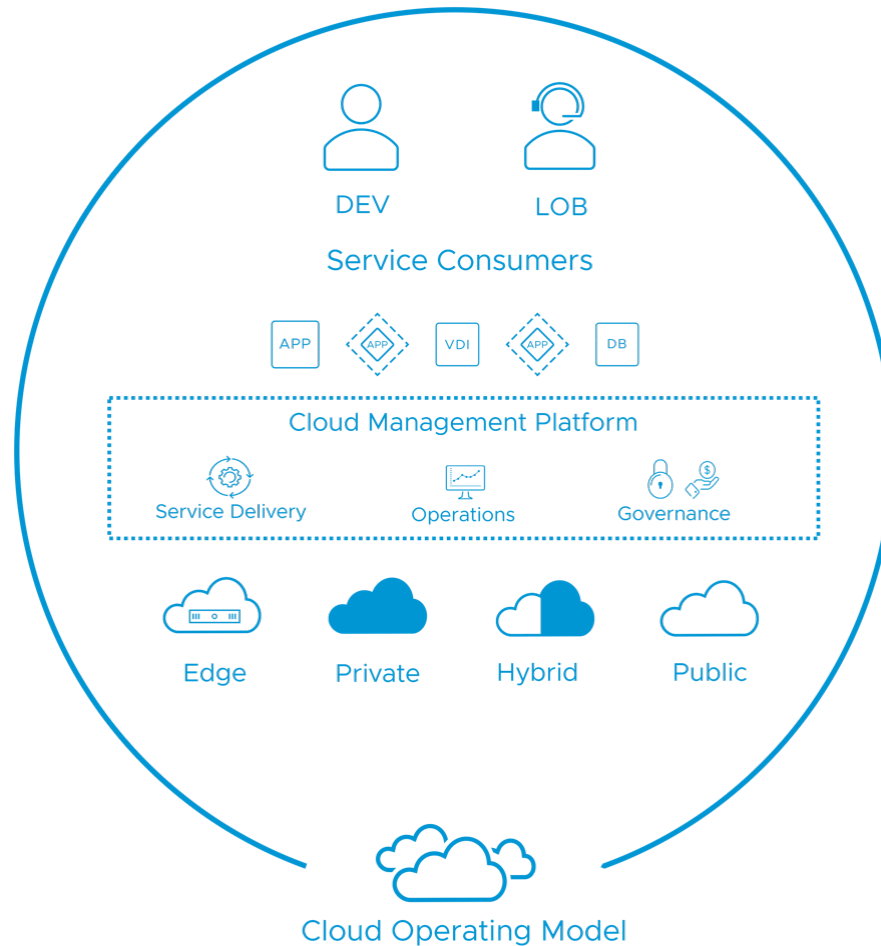 DEV
LOB
Service Consumers
APP
APP
VDI
APP
DB
Cloud Management Platform
$
Service Delivery
Operations
Governance
Edge
Private
Hybrid
Public
Cloud Operating Model